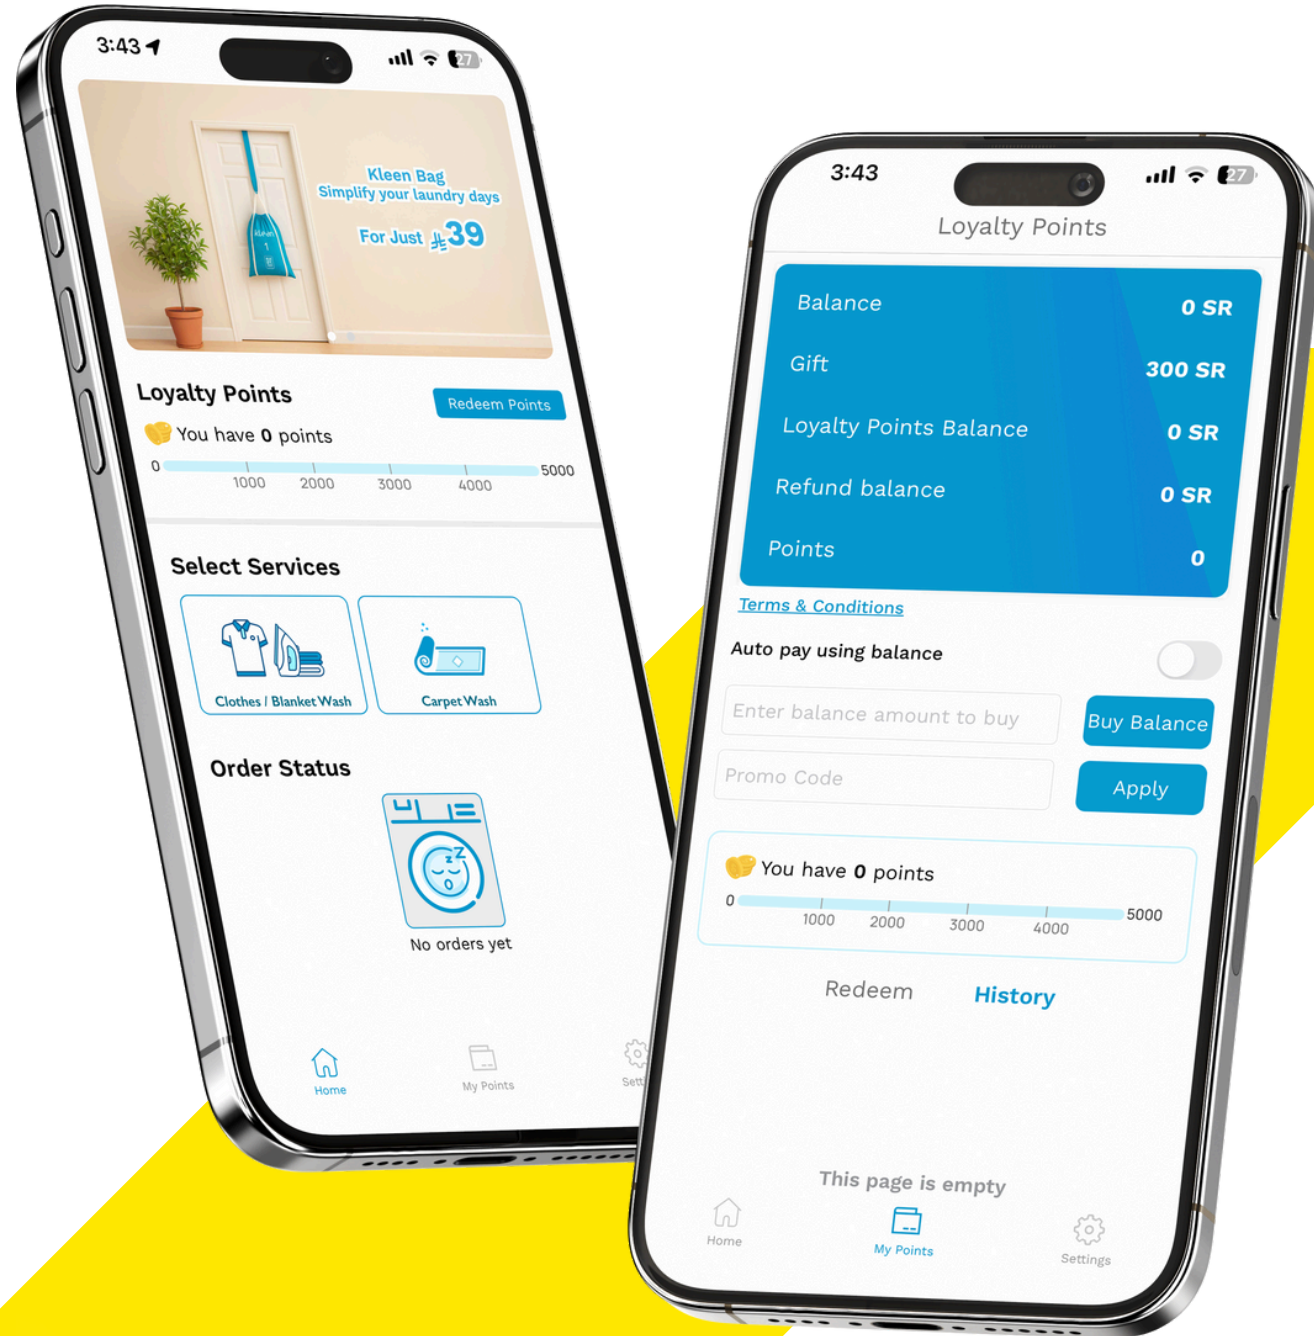 3:43
27
Kleen Bag
Simplify your laundry days
For Just 39
Loyalty Points
Redeem Points
You have 0 points
0
5000
1000 2000 3000 4000
Select Services
Clothes / Blanket Wash
Carpet Wash
Order Status
z z
No orders yet
Home
My Points
3:43
27
Loyalty Points
Balance 0 SR
Gift 300 SR
Loyalty Points Balance 0 SR
Refund balance 0 SR
Points 0
Terms & Conditions
Auto pay using balance
Enter balance amount to buy
Buy Balance
Promo Code
Apply
You have 0 points
0
5000
1000 2000 3000 4000
Redeem
History
This page is empty
Home
My Points
Settings